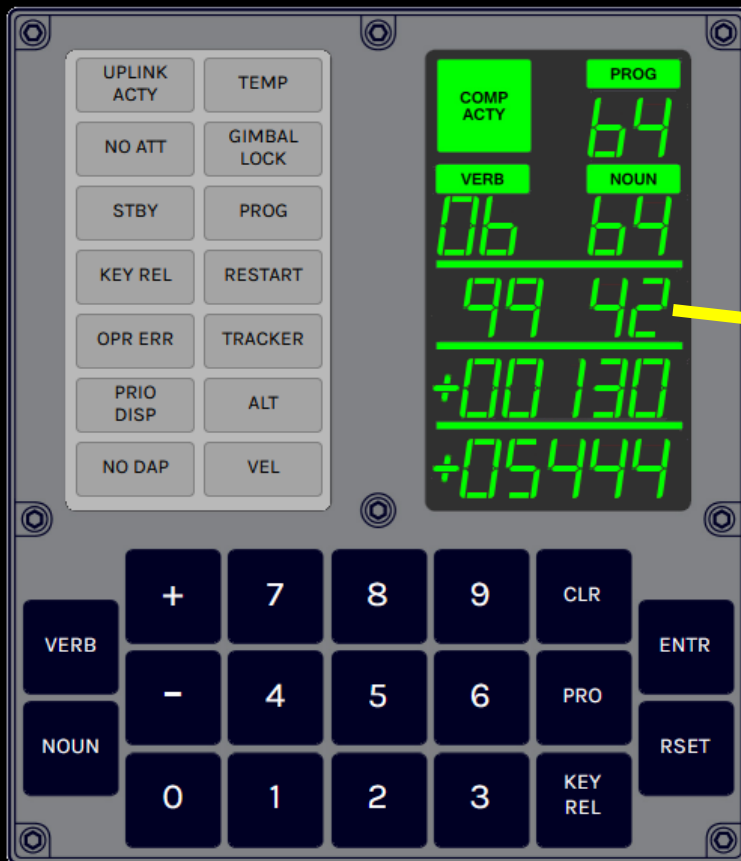 UPLINK ACTY
TEMP
NO ATT
GIMBAL LOCK
STBY
PROG
KEY REL
RESTART
OPR ERR
TRACKER
PRIO DISP
ALT
NO DAP
VEL
COMP ACTY
PROG
64
VERB
NOUN
06 64
99 42
+00130
+05444
VERB
NOUN
+ 7 8 9 CLR
- 4 5 6 PRO
0 1 2 3 KEY REL
ENTR
RSET